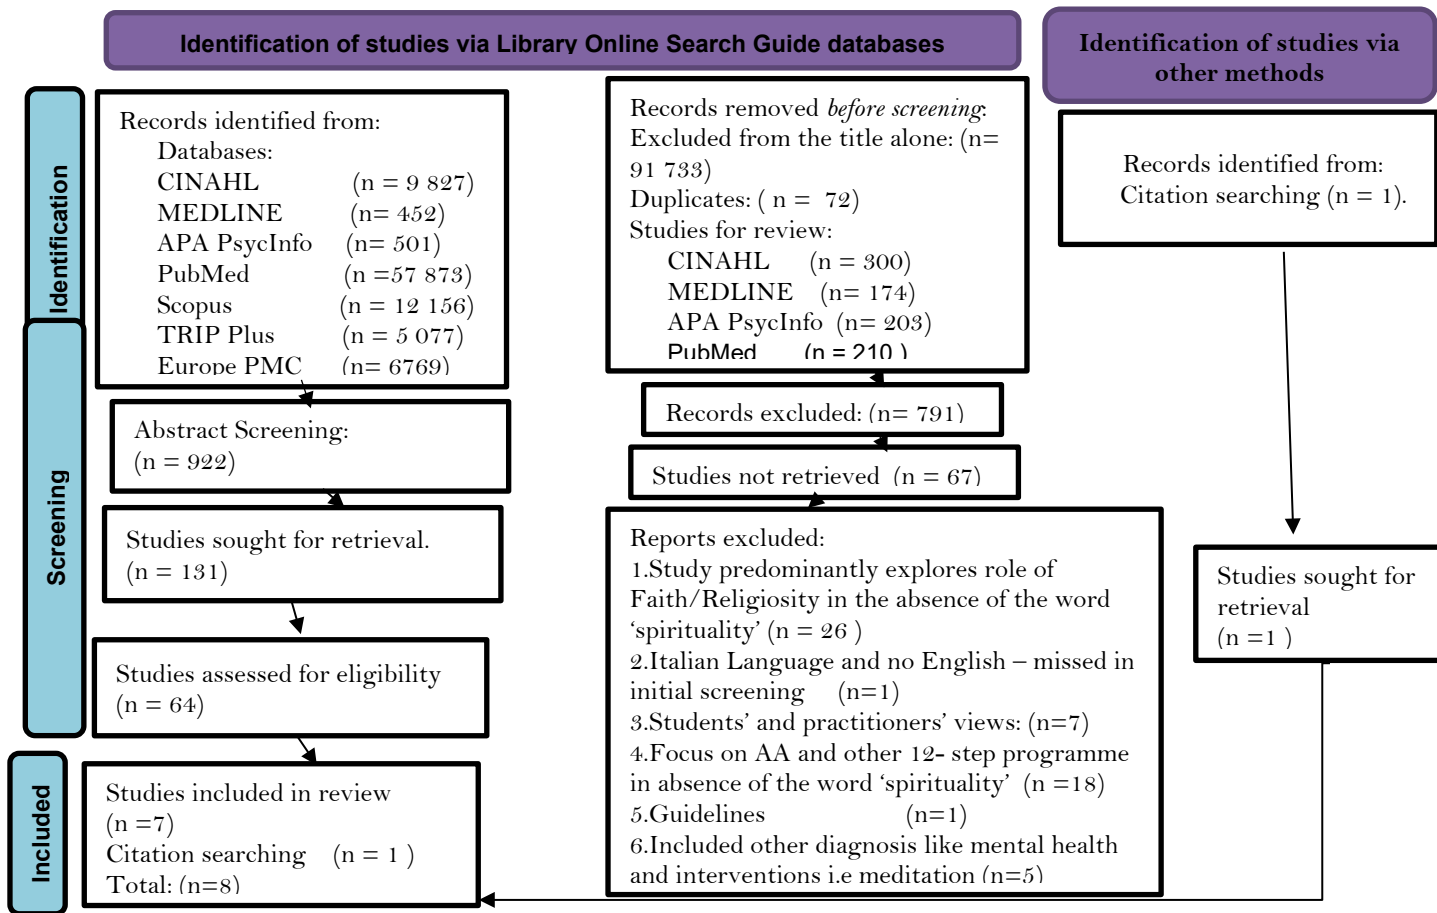 Identification of studies via Library Online Search Guide databases
Identification of studies via
other methods
Identification
Records identified from:
Databases:
CINAHL (n = 9 827)
MEDLINE (n= 452)
APA PsycInfo (n= 501)
PubMed (n =57 873)
Scopus (n = 12 156)
TRIP Plus (n = 5 077)
Europe PMC (n= 6769)
Records removed before screening:
Excluded from the title alone: (n=
91 733)
Duplicates: ( n = 72)
Studies for review:
CINAHL (n = 300)
MEDLINE (n= 174)
APA PsycInfo (n= 203)
PubMed (n = 210 )
Records identified from:
Citation searching (n = 1).
Screening
Abstract Screening:
(n = 922)
Records excluded: (n= 791)
Studies sought for retrieval.
(n = 131)
Studies not retrieved (n = 67)
Studies assessed for eligibility
(n = 64)
Reports excluded:
1.Study predominantly explores role of
Faith/Religiosity in the absence of the word
‘spirituality’ (n = 26 )
2.Italian Language and no English – missed in
initial screening (n=1)
3.Students’ and practitioners’ views: (n=7)
4.Focus on AA and other 12- step programme
in absence of the word ‘spirituality’ (n =18)
5.Guidelines (n=1)
6.Included other diagnosis like mental health
and interventions i.e meditation (n=5)
Studies sought for
retrieval
(n =1 )
Included
Studies included in review
(n =7)
Citation searching (n = 1 )
Total: (n=8)